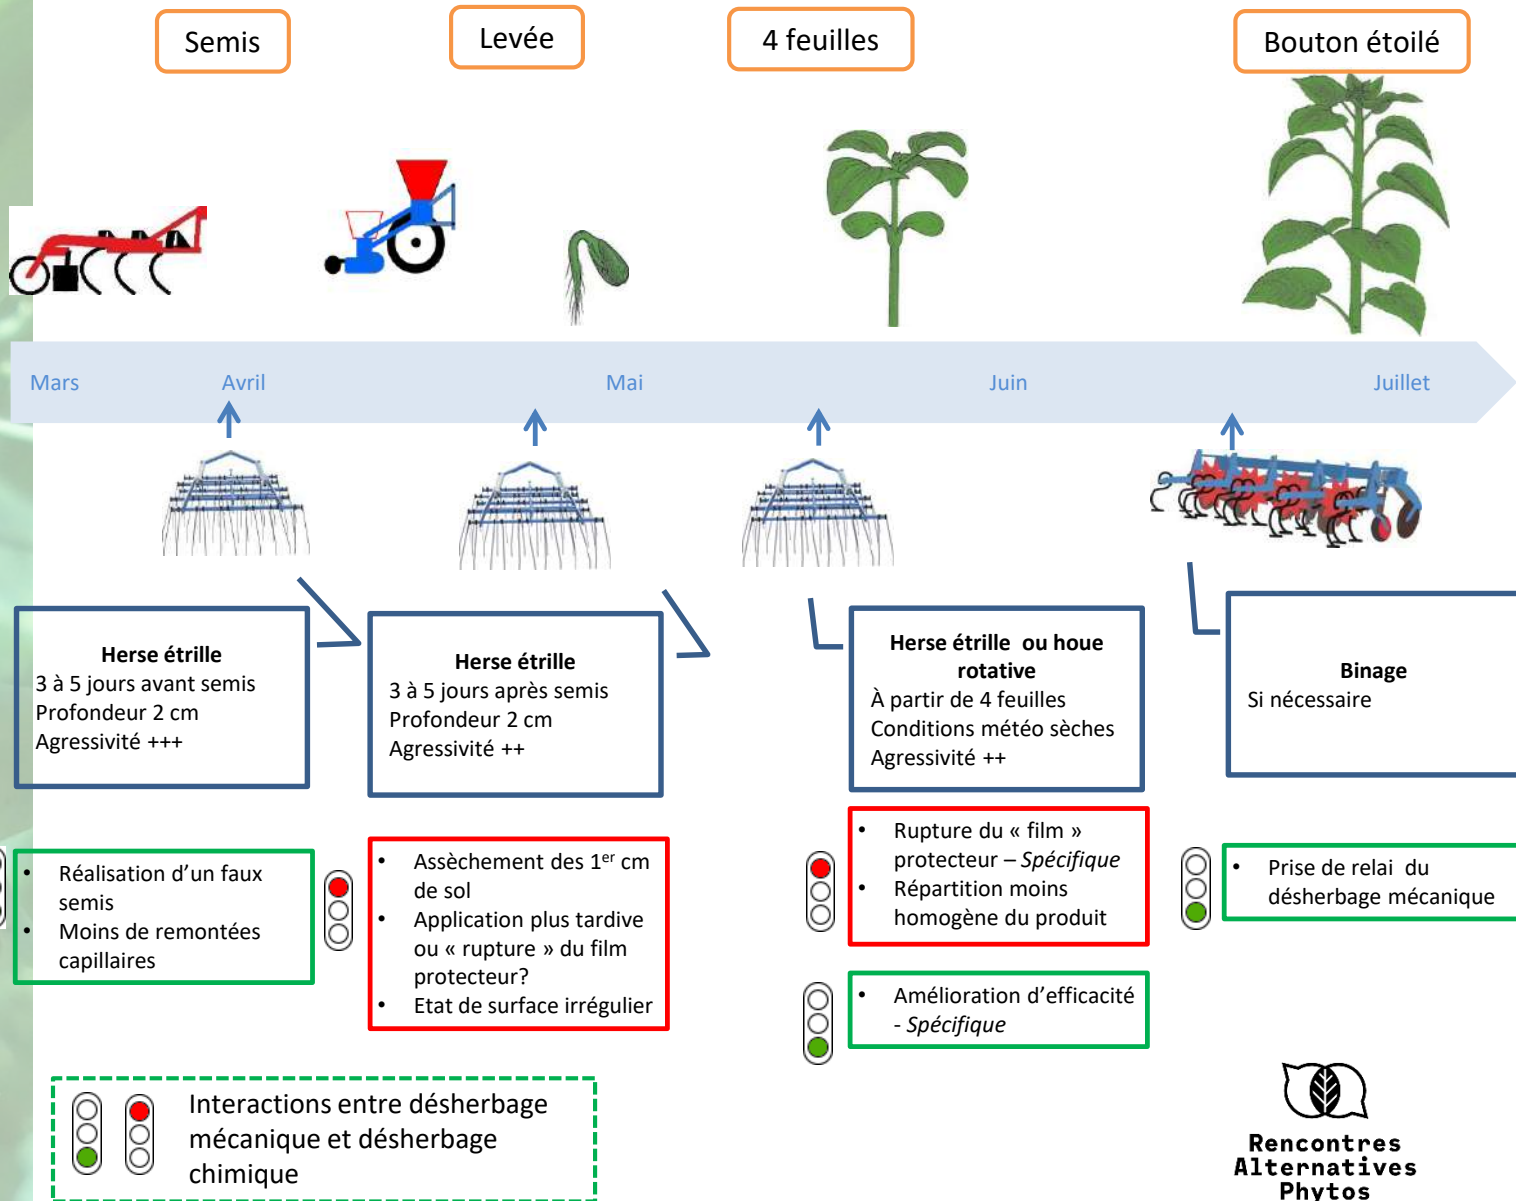 Semis
Levée
4 feuilles
Bouton étoilé
Mars
Avril
Mai
Juin
Juillet
Herse étrille
3 à 5 jours avant semis
Profondeur 2 cm
Agressivité +++
Herse étrille
3 à 5 jours après semis
Profondeur 2 cm
Agressivité ++
Herse étrille ou houe
rotative
À partir de 4 feuilles
Conditions météo sèches
Agressivité ++
Binage
Si nécessaire
• Réalisation d’un faux
semis
• Moins de remontées
capillaires
• Assèchement des 1er cm
de sol
• Application plus tardive
ou « rupture » du film
protecteur?
• Etat de surface irrégulier
• Rupture du « film »
protecteur – Spécifique
• Répartition moins
homogène du produit
• Amélioration d’efficacité
- Spécifique
• Prise de relai du
désherbage mécanique
Interactions entre désherbage
mécanique et désherbage
chimique
Rencontres
Alternatives
Phytos